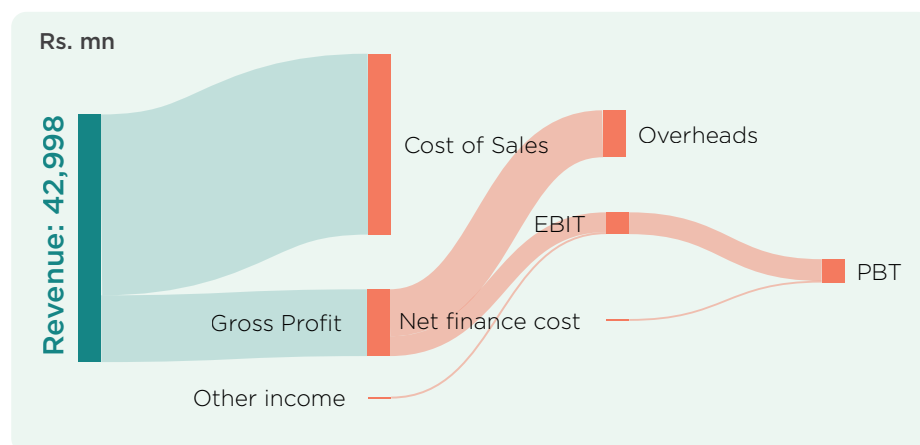 Rs. mn
Revenue: 42,998
Cost of Sales
Overheads
EBIT
PBT
Gross Profit
Net finance cost
Other income